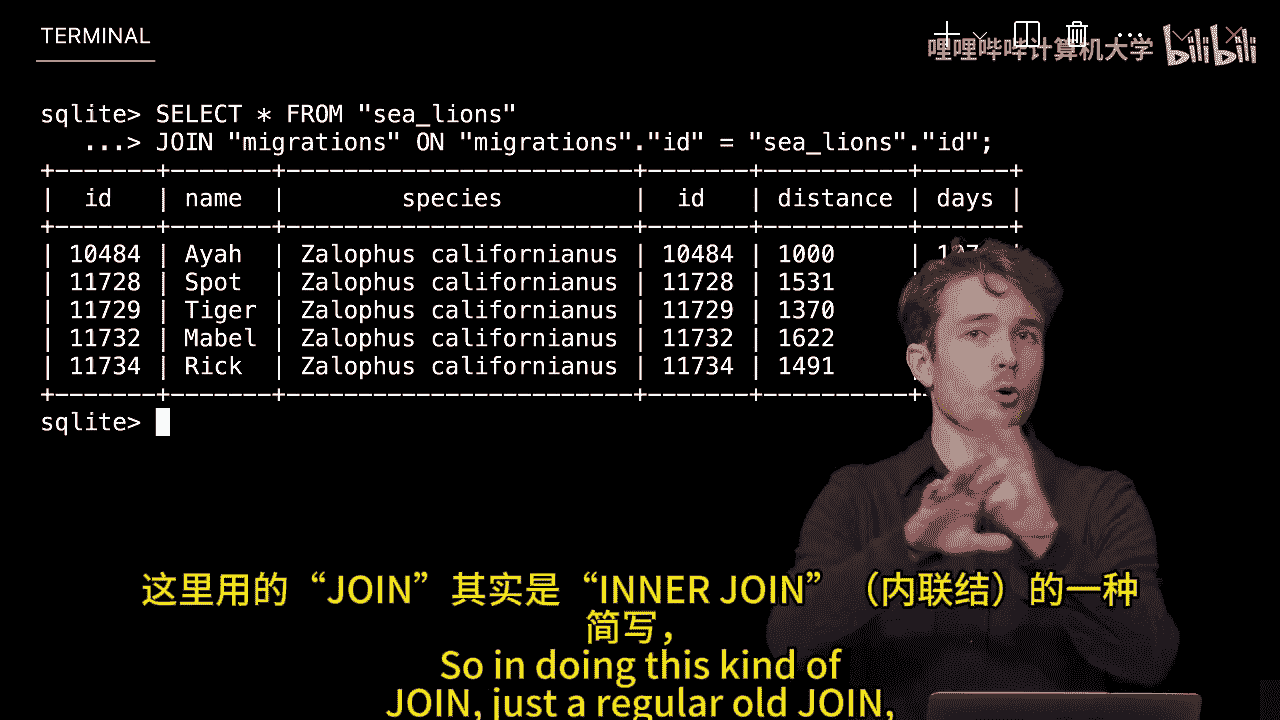 TERMINAL
哩哩哔哔计算机大学 bilibili
sqlite> SELECT * FROM "sea_lions"
...> JOIN "migrations" ON "migrations"."id" = "sea_lions"."id";
+-------+-------+------------------------+-------+----------+------+
| id | name | species | id | distance | days |
+-------+-------+------------------------+-------+----------+------+
| 10484 | Ayah | Zalophus californianus | 10484 | 1000 |
| 11728 | Spot | Zalophus californianus | 11728 | 1531
| 11729 | Tiger | Zalophus californianus | 11729 | 1370
| 11732 | Mabel | Zalophus californianus | 11732 | 1622
| 11734 | Rick | Zalophus californianus | 11734 | 1491
+-------+-------+------------------------+-------+----------+-
sqlite>
这里用的“JOIN”其实是“INNER JOIN”（内联结）的一种
简写，
So in doing this kind of
JOIN, just a regular old JOIN,